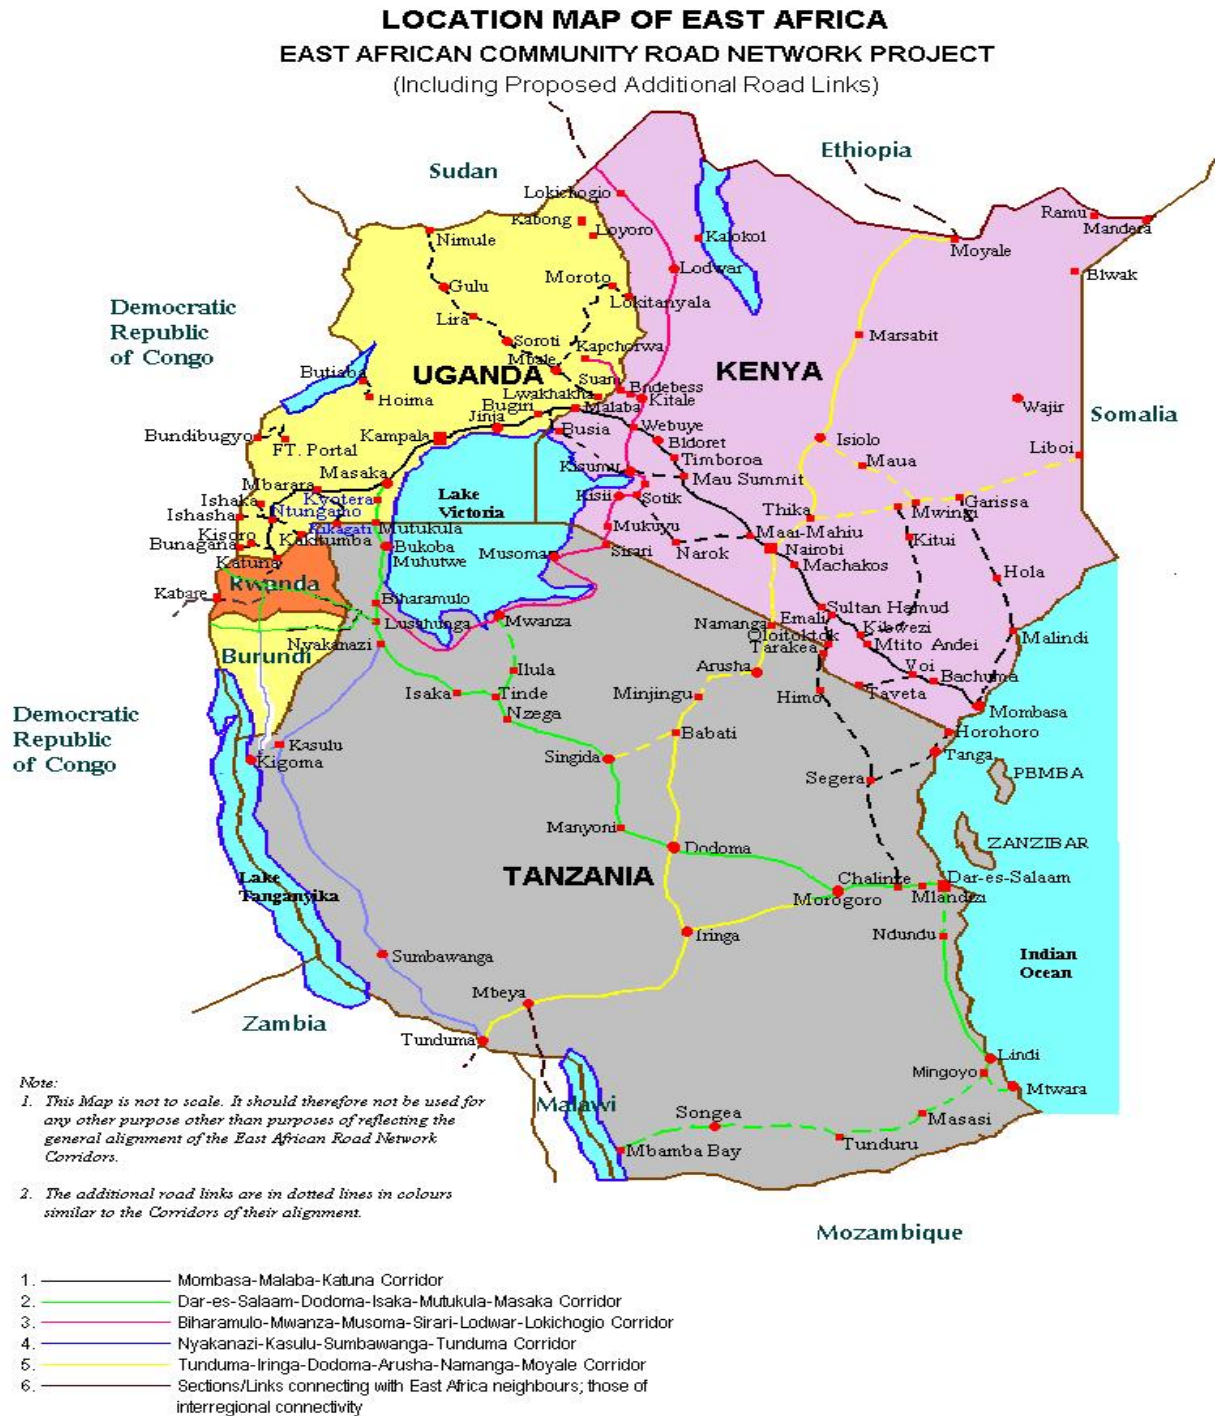 LOCATION MAP OF EAST AFRICA
EAST AFRICAN COMMUNITY ROAD NETWORK PROJECT
(Including Proposed Additional Road Links)
Ethiopia
Sudan
Lokichogio
Kabong
Loyoro
Nimule
Kalokol
Ramu
Mandera
Moyale
Lodwar
Elwak
Moroto
Gulu
Lokitanyala
Democratic
Republic
of Congo
Lira
Soroti
Marsabit
Mbale
Kapchorwa
Butiaba
UGANDA
KENYA
Suam
Endebess
Hoima
Lwakhakha
Kitale
Wajir
Bugiri
Malaba
Somalia
Jinja
Webuye
Bundibugyo
Kampala
Busia
Eldoret
Isiolo
FT. Portal
Timboroa
Liboi
Masaka
Kisumu
Maua
Mau Summit
Mbarara
Lake
Victoria
Ishaka
Kyotera
Kisii
Sotik
Garissa
Ntungamo
Mwingi
Ishasha
Thika
Kikagati
Mutukula
Mukuyu
Kisoro
Kakitumba
Maai-Mahiu
Kitui
Bunagana
Bukoba
Sirari
Narok
Nairobi
Muhutwe
Musoma
Katuna
Machakos
Rwanda
Hola
Kabare
Biharamulo
Sultan Hamud
Lusahunga
Mwanza
Namanga
Emali
Kibwezi
Malindi
Oloitoktok
Nyakanazi
Tarakea
Mtito Andei
Burundi
Voi
Arusha
Ilula
Bachuma
Isaka
Tinde
Minjingu
Himo
Taveta
Nzega
Mombasa
Democratic
Republic
of Congo
Babati
Horohoro
Kasulu
Kigoma
Singida
Tanga
Segera
PEMBA
Manyoni
ZANZIBAR
Dodoma
Lake
Tanganyika
TANZANIA
Chalinze
Dar-es-Salaam
Morogoro
Mlandizi
Iringa
Ndundu
Sumbawanga
Indian
Ocean
Mbeya
Zambia
Tunduma
Lindi
Mingoyo
Mtwara
Malawi
Songea
Masasi
Mbamba Bay
Tunduru
Mozambique
Note:
1. This Map is not to scale. It should therefore not be used for
any other purpose other than purposes of reflecting the
general alignment of the East African Road Network
Corridors.
2. The additional road links are in dotted lines in colours
similar to the Corridors of their alignment.
1. Mombasa-Malaba-Katuna Corridor
2. Dar-es-Salaam-Dodoma-Isaka-Mutukula-Masaka Corridor
3. Biharamulo-Mwanza-Musoma-Sirari-Lodwar-Lokichogio Corridor
4. Nyakanazi-Kasulu-Sumbawanga-Tunduma Corridor
5. Tunduma-Iringa-Dodoma-Arusha-Namanga-Moyale Corridor
6. Sections/Links connecting with East Africa neighbours; those of
interregional connectivity